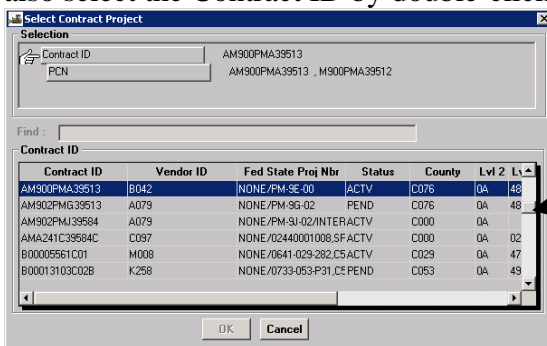 also select the Contract ID by double-click
Select Contract Project
Selection
Contract ID AM900PMA39513
PCN AM900PMA39513 , M900PMA39512
Find :
Contract ID
Contract ID Vendor ID Fed State Proj Nbr Status County Lvl 2
AM900PMA39513 B042 NONE/PM-9E-00 ACTV C076 0A 48
AM902PMG39513 A079 NONE/PM-9G-02 PEND C076 0A 48
AM902PMJ39584 A079 NONE/PM-9J-02/INTER ACTV C000 0A
AMA241C39584C C097 NONE/02440001008,SF ACTV C000 0A 02
B00005561C01 M008 NONE/0641-029-282,C5 ACTV C029 0A 47
B00013103C02B K258 NONE/0733-053-P31,C5 PEND C053 0A 49
OK Cancel